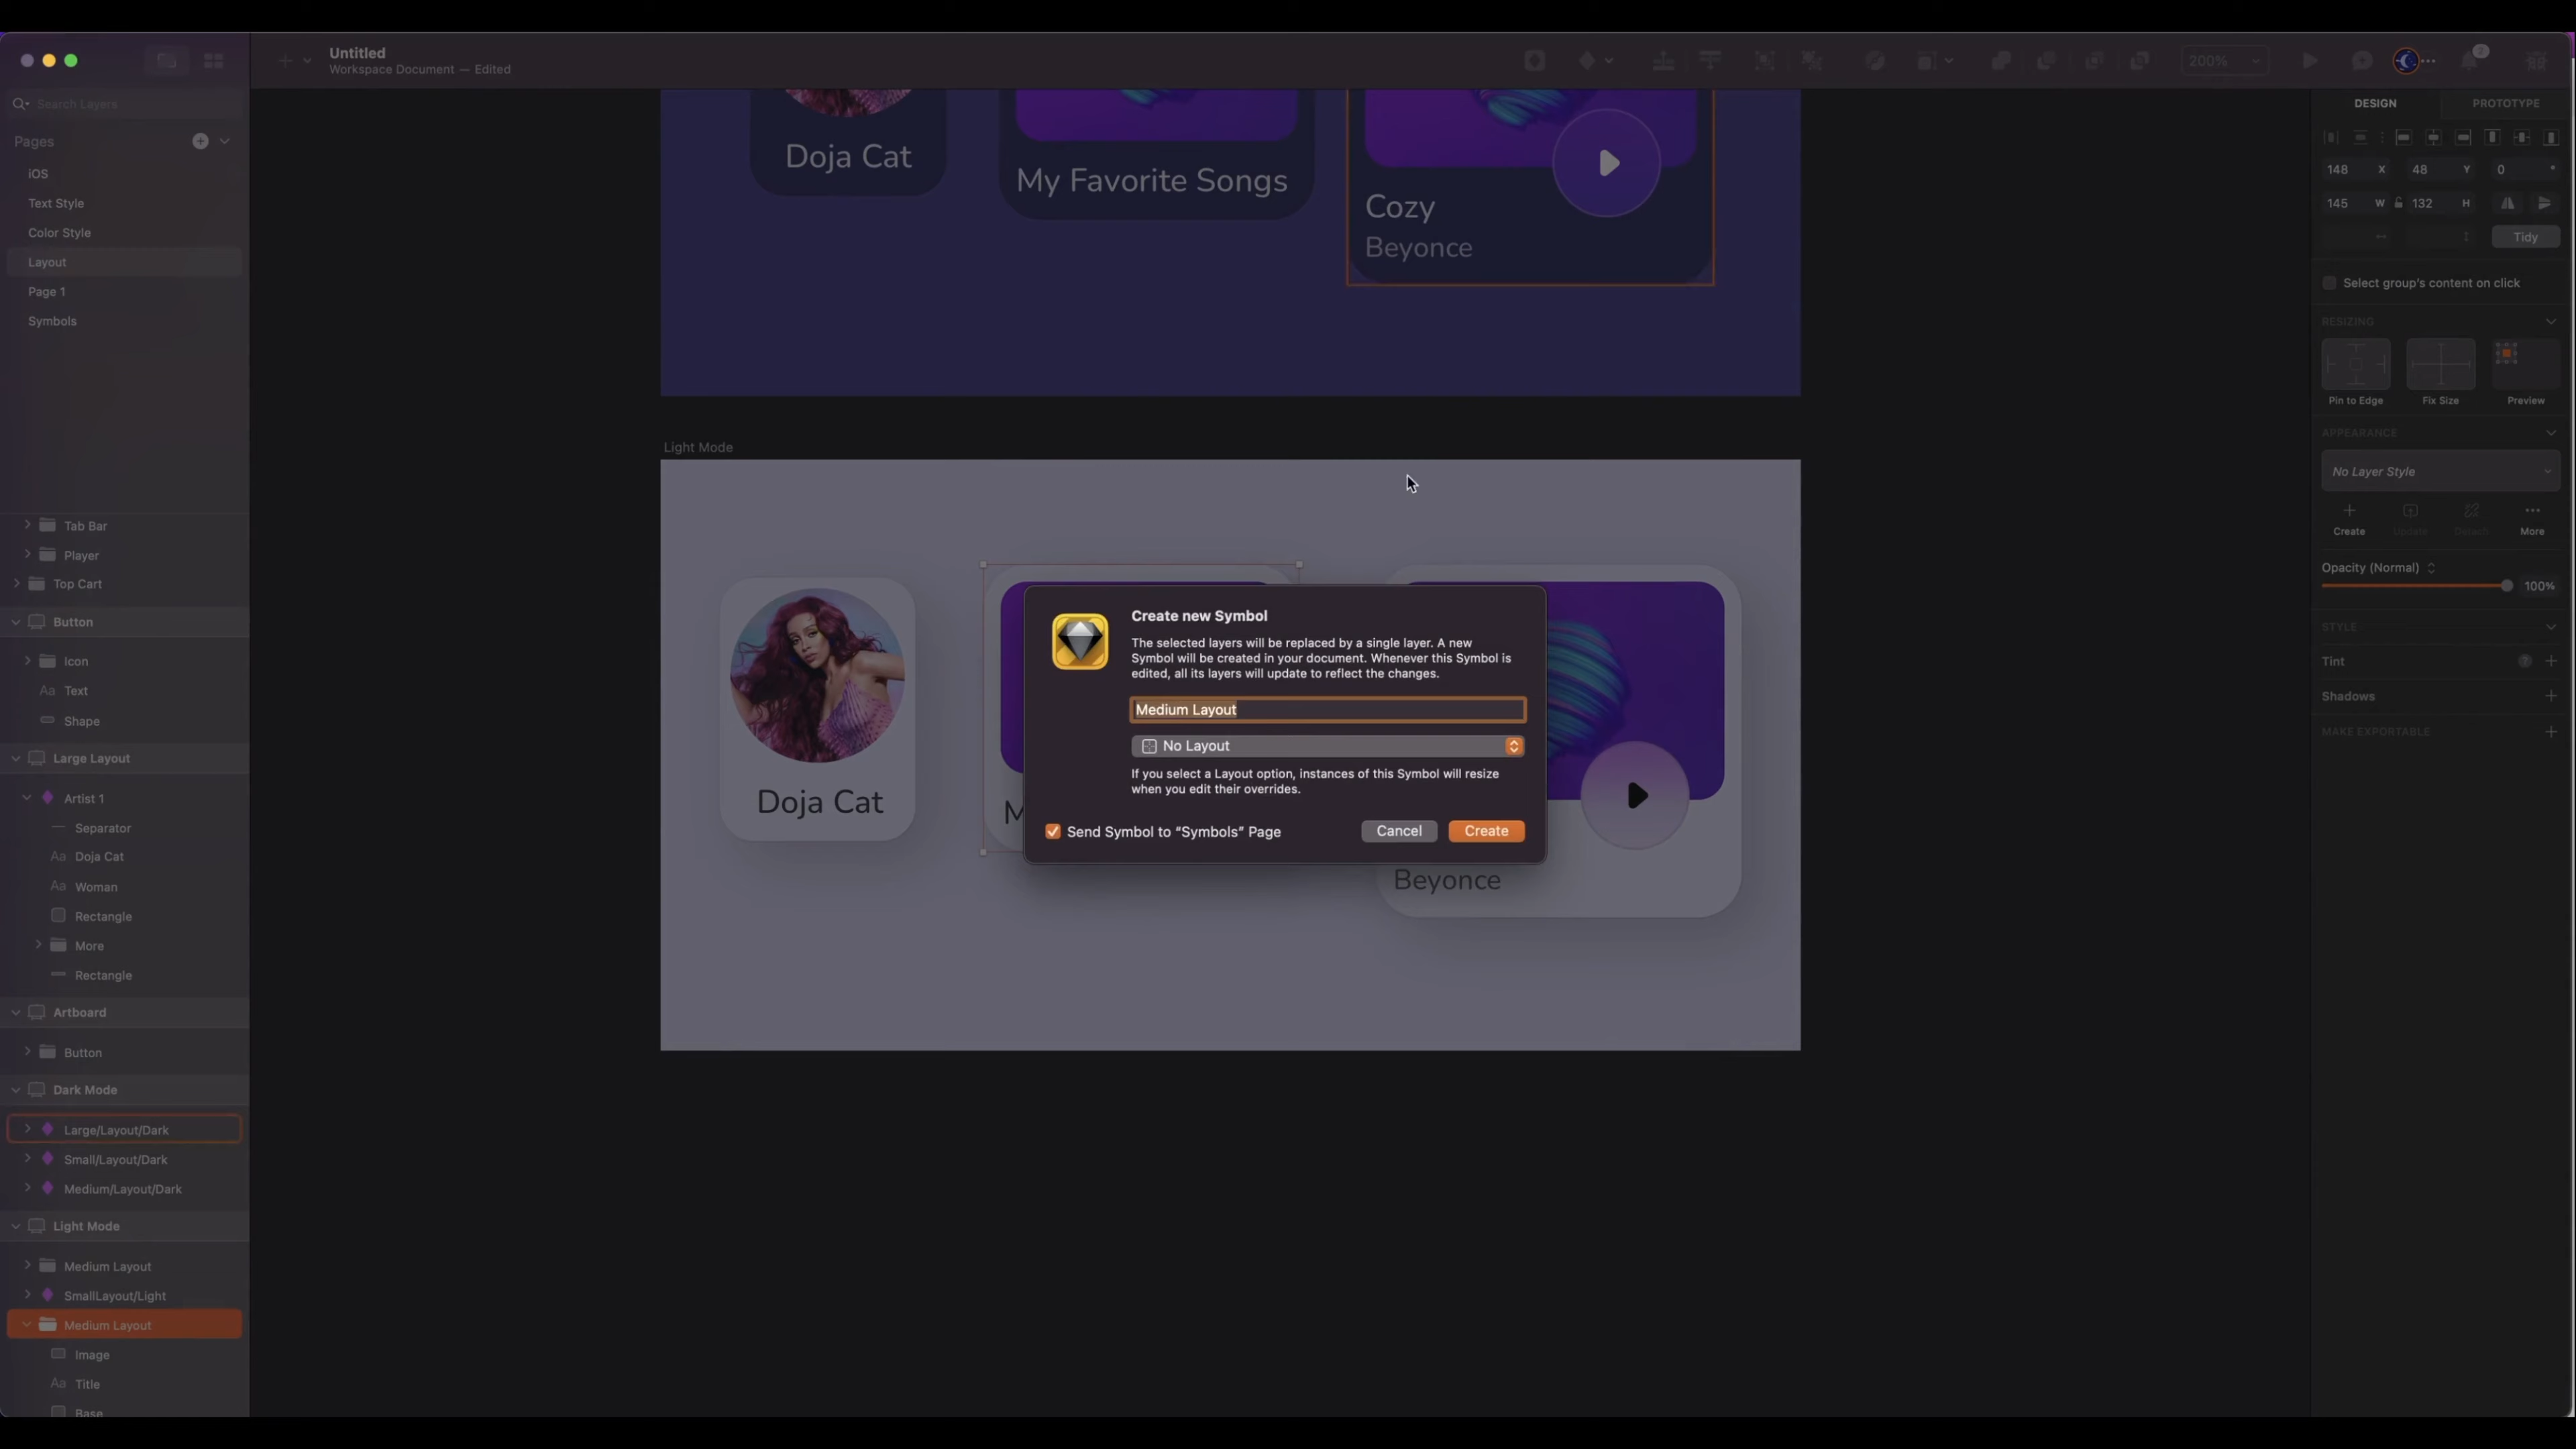 Untitled
Workspace Document — Edited
200%
2
Search Layers
Pages
iOS
Text Style
Color Style
Layout
Page 1
Symbols
Tab Bar
Player
Top Cart
Button
Icon
Aa Text
Shape
Large Layout
Artist 1
Separator
Aa Doja Cat
Aa Woman
Rectangle
More
Rectangle
Artboard
Button
Dark Mode
Large/Layout/Dark
Small/Layout/Dark
Medium/Layout/Dark
Light Mode
Medium Layout
SmallLayout/Light
Medium Layout
Image
Aa Title
Base
Doja Cat
My Favorite Songs
Cozy
Beyonce
Light Mode
Doja Cat
M
Beyonce
Create new Symbol
The selected layers will be replaced by a single layer. A new
Symbol will be created in your document. Whenever this Symbol is
edited, all its layers will update to reflect the changes.
Medium Layout
No Layout
If you select a Layout option, instances of this Symbol will resize
when you edit their overrides.
Send Symbol to “Symbols” Page
Cancel
Create
DESIGN PROTOTYPE
148 X 48 Y 0 °
145 W 132 H
Tidy
Select group's content on click
RESIZING
Pin to Edge Fix Size Preview
APPEARANCE
No Layer Style
Create Update Detach More
Opacity (Normal) 100%
STYLE
Tint ?
Shadows
MAKE EXPORTABLE